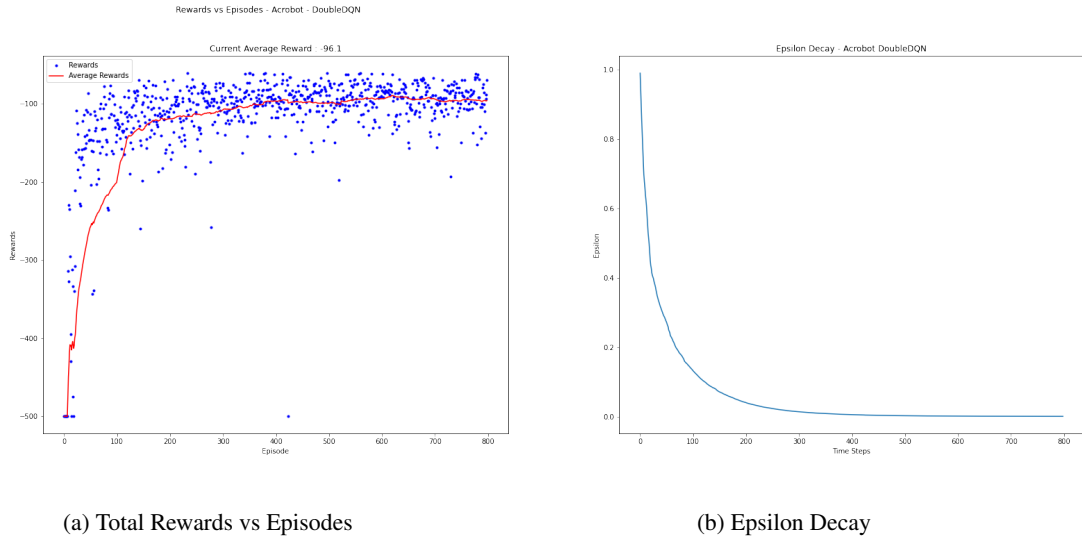 Rewards vs Episodes - Acrobot - DoubleDQN
Current Average Reward : -96.1
Rewards
Average Rewards
−100
−200
−300
−400
−500
Rewards
0 100 200 300 400 500 600 700 800
Episode
(a) Total Rewards vs Episodes
Epsilon Decay - Acrobot DoubleDQN
1.0
0.8
0.6
0.4
0.2
0.0
Epsilon
0 100 200 300 400 500 600 700 800
Time Steps
(b) Epsilon Decay